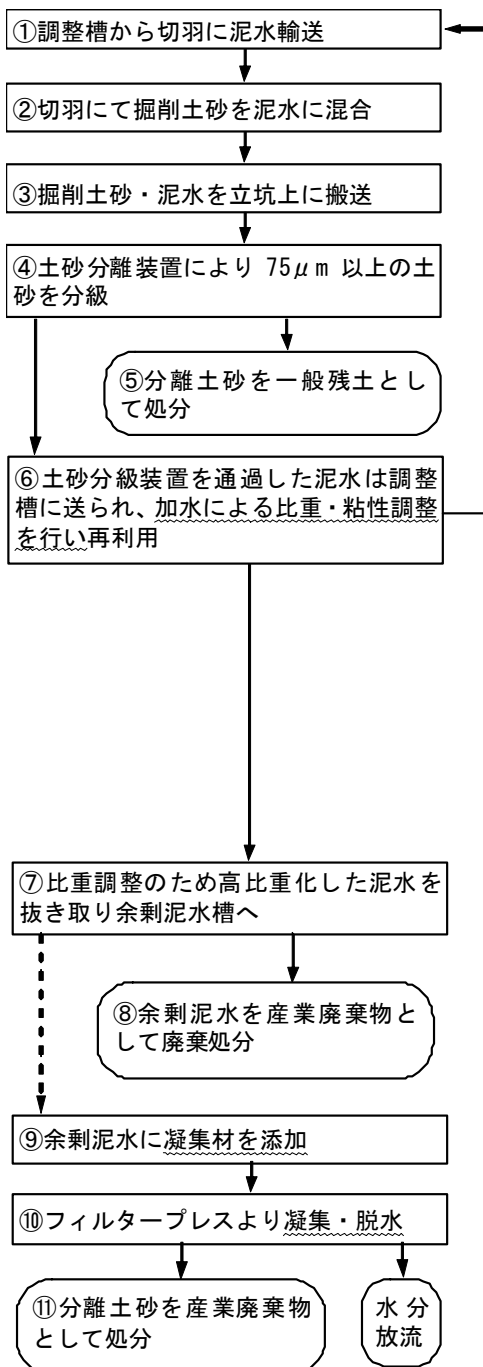 ①調整槽から切羽に泥水輸送
②切羽にて掘削土砂を泥水に混合
③掘削土砂・泥水を立坑上に搬送
④土砂分離装置により 75μm 以上の土
砂を分級
⑤分離土砂を一般残土とし
て処分
⑥土砂分級装置を通過した泥水は調整
槽に送られ、加水による比重・粘性調整
を行い再利用
⑦比重調整のため高比重化した泥水を
抜き取り余剰泥水槽へ
⑧余剰泥水を産業廃棄物と
して廃棄処分
⑨余剰泥水に凝集材を添加
⑩フィルタープレスより凝集・脱水
⑪分離土砂を産業廃棄物
として処分
水分
放流